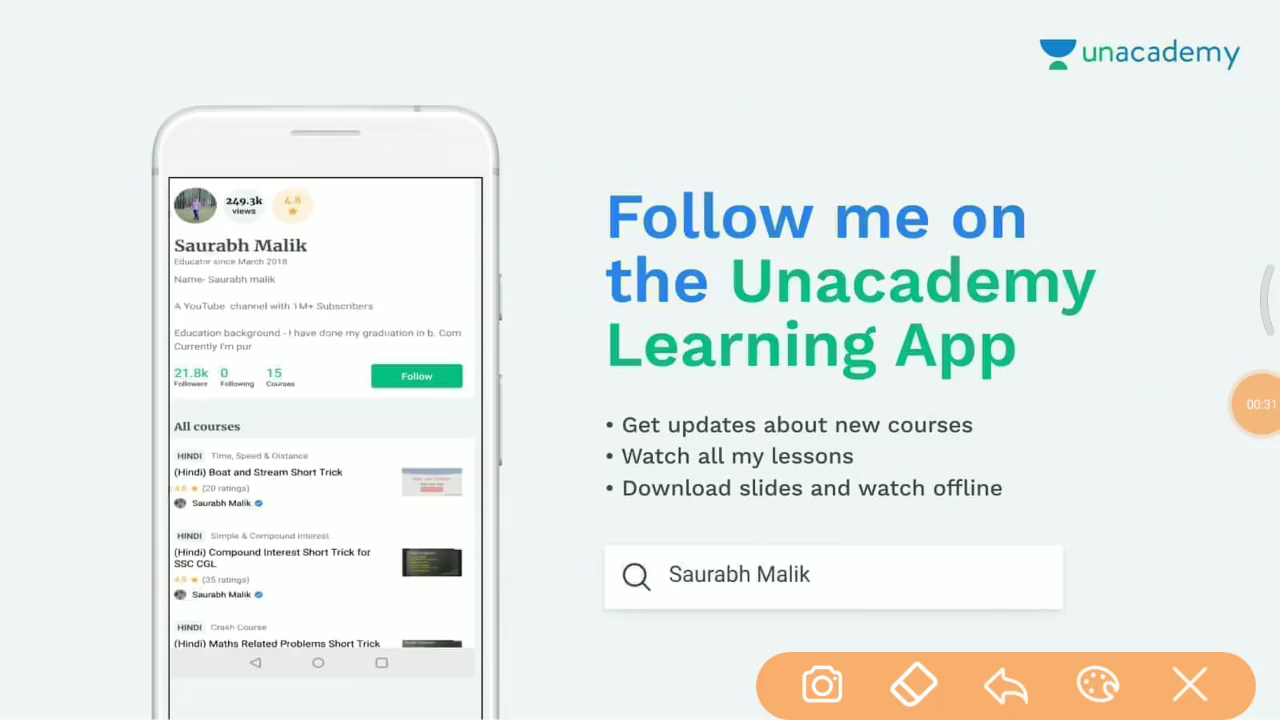 unacademy
249.3k
views
4.8
Saurabh Malik
Educator since March 2018
Name- Saurabh malik
A YouTube channel with 1M+ Subscribers
Education background - I have done my graduation in b. Com
Currently I'm pur
21.8k 0 15
Followers Following Courses
Follow
All courses
HINDI Time, Speed & Distance
(Hindi) Boat and Stream Short Trick
4.8 (20 ratings)
Saurabh Malik
HINDI Simple & Compound Interest
(Hindi) Compound Interest Short Trick for
SSC CGL
4.9 (35 ratings)
Saurabh Malik
HINDI Crash Course
(Hindi) Maths Related Problems Short Trick
Follow me on
the Unacademy
Learning App
• Get updates about new courses
• Watch all my lessons
• Download slides and watch offline
Saurabh Malik
00:31